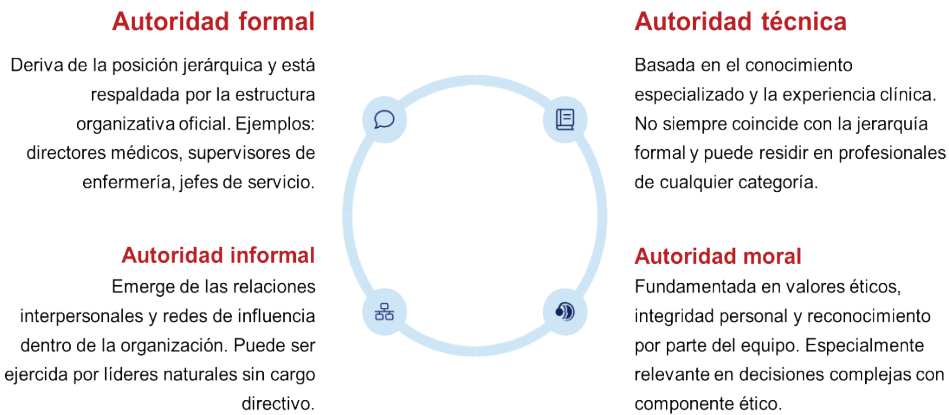 Autoridad formal
Deriva de la posición jerárquica y está
respaldada por la estructura
organizativa oficial. Ejemplos:
directores médicos, supervisores de
enfermería, jefes de servicio.
Autoridad técnica
Basada en el conocimiento
especializado y la experiencia clínica.
No siempre coincide con la jerarquía
formal y puede residir en profesionales
de cualquier categoría.
Autoridad informal
Emerge de las relaciones
interpersonales y redes de influencia
dentro de la organización. Puede ser
ejercida por líderes naturales sin cargo
directivo.
Autoridad moral
Fundamentada en valores éticos,
integridad personal y reconocimiento
por parte del equipo. Especialmente
relevante en decisiones complejas con
componente ético.